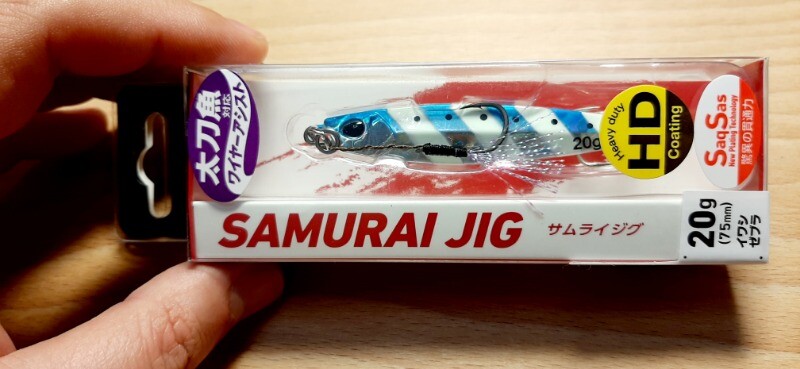 太刀魚
対応
ワイヤーアシスト
20g
Heavy duty
HD
Coating
SaqSas
New Plating Technology
驚異の貫通力
SAMURAI JIG サムライジグ
20g
(75mm)
イワシ
ゼブラ